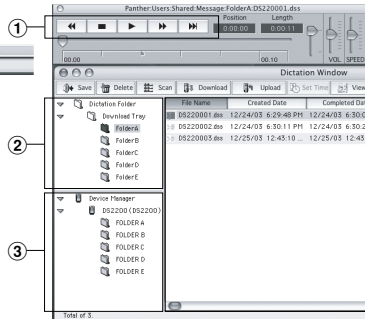 Panther:Users:Shared:Message:FolderA:DS220001.dss
Position Length
0:00:00 0:00:11
00.00 00.10
VOL SPEED
Dictation Window
Save Delete Scan Download Upload Set Time View
File Name Created Date Completed Dat
DS220001.dss 12/24/03 6:29:48 PM 12/24/03 6:30:0
DS220002.dss 12/24/03 6:30:11 PM 12/24/03 6:30:2
DS220003.dss 12/25/03 12:43:10 ... 12/25/03 12:43
Dictation Folder
Download Tray
FolderA
FolderB
FolderC
FolderD
FolderE
Device Manager
DS2200 (DS2200)
FOLDER A
FOLDER B
FOLDER C
FOLDER D
FOLDER E
Total of 3.
1
2
3